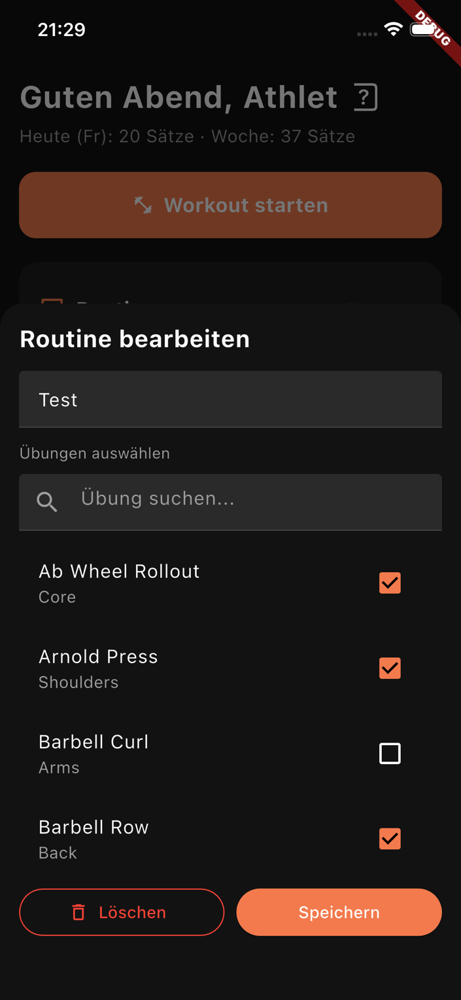 21:29
DEBUG
Guten Abend, Athlet
Heute (Fr): 20 Sätze · Woche: 37 Sätze
Workout starten
Routine bearbeiten
Test
Übungen auswählen
Übung suchen...
Ab Wheel Rollout
Core
Arnold Press
Shoulders
Barbell Curl
Arms
Barbell Row
Back
Löschen
Speichern